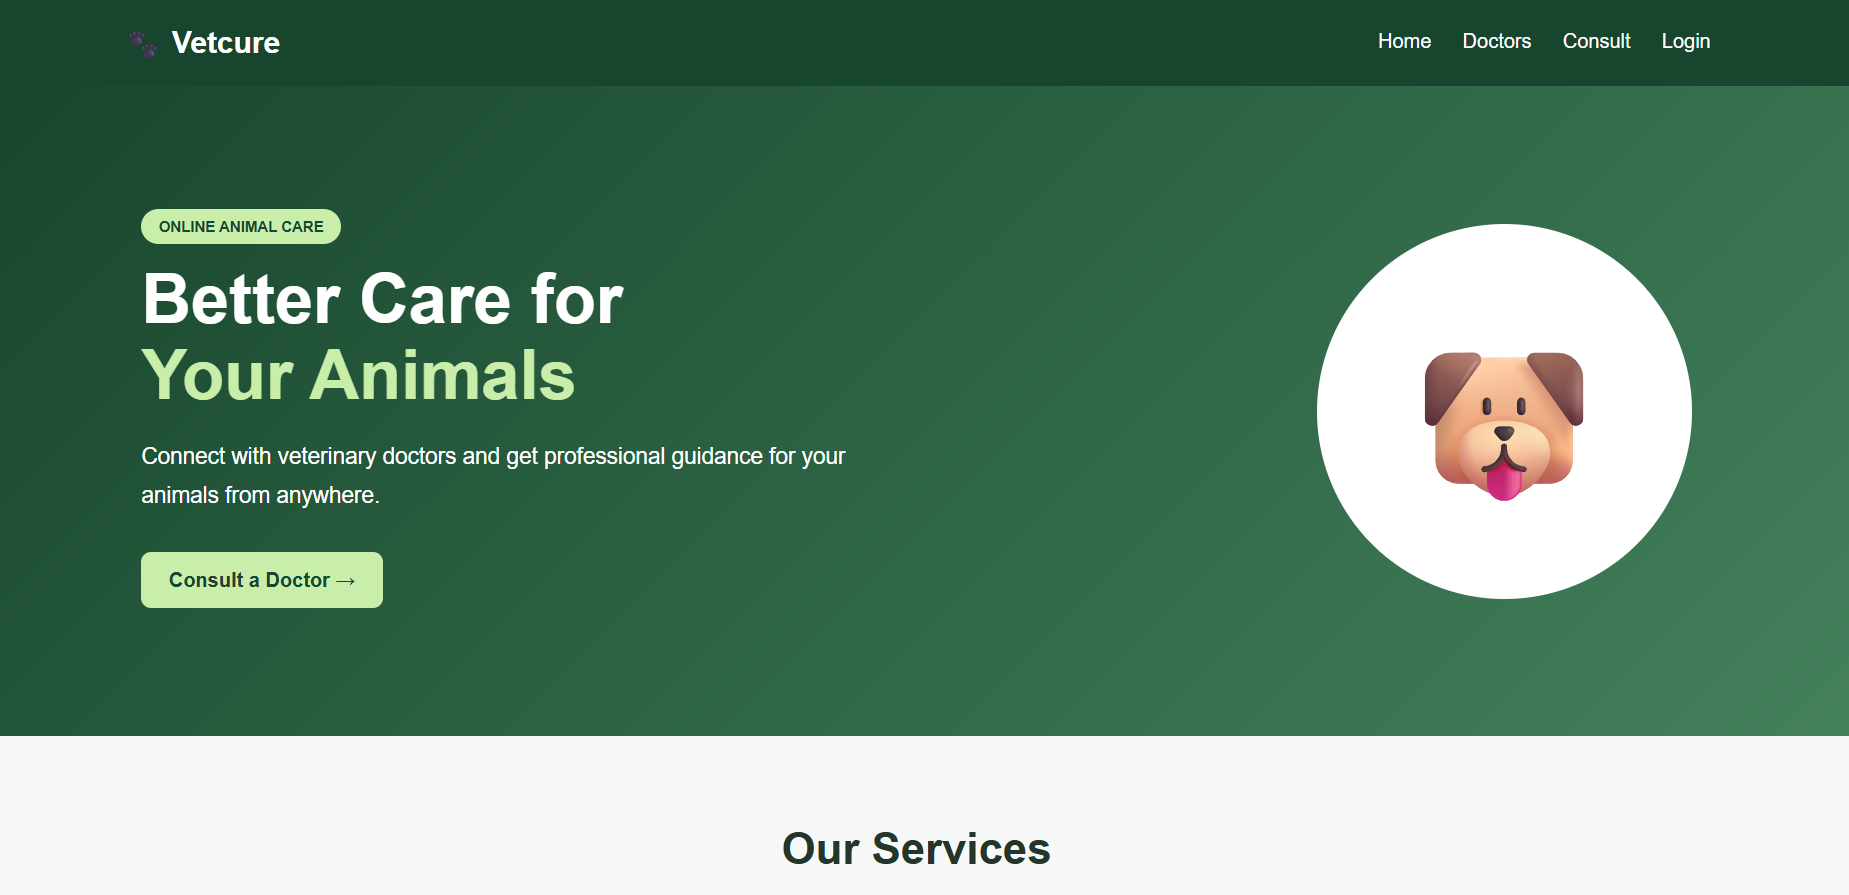 Vetcure
Home Doctors Consult Login
ONLINE ANIMAL CARE
Better Care for
Your Animals
Connect with veterinary doctors and get professional guidance for your
animals from anywhere.
Consult a Doctor →
Our Services